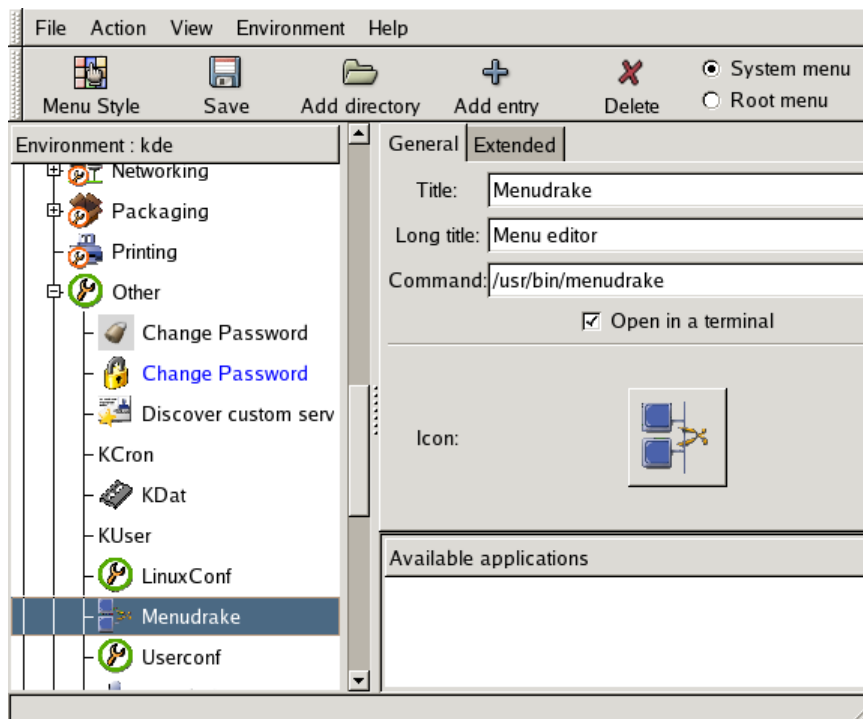 File Action View Environment Help
Menu Style Save Add directory Add entry Delete
System menu
Root menu
Environment : kde
Networking
Packaging
Printing
Other
Change Password
Change Password
Discover custom serv
KCron
KDat
KUser
LinuxConf
Menudrake
Userconf
General Extended
Title: Menudrake
Long title: Menu editor
Command: /usr/bin/menudrake
Open in a terminal
Icon:
Available applications